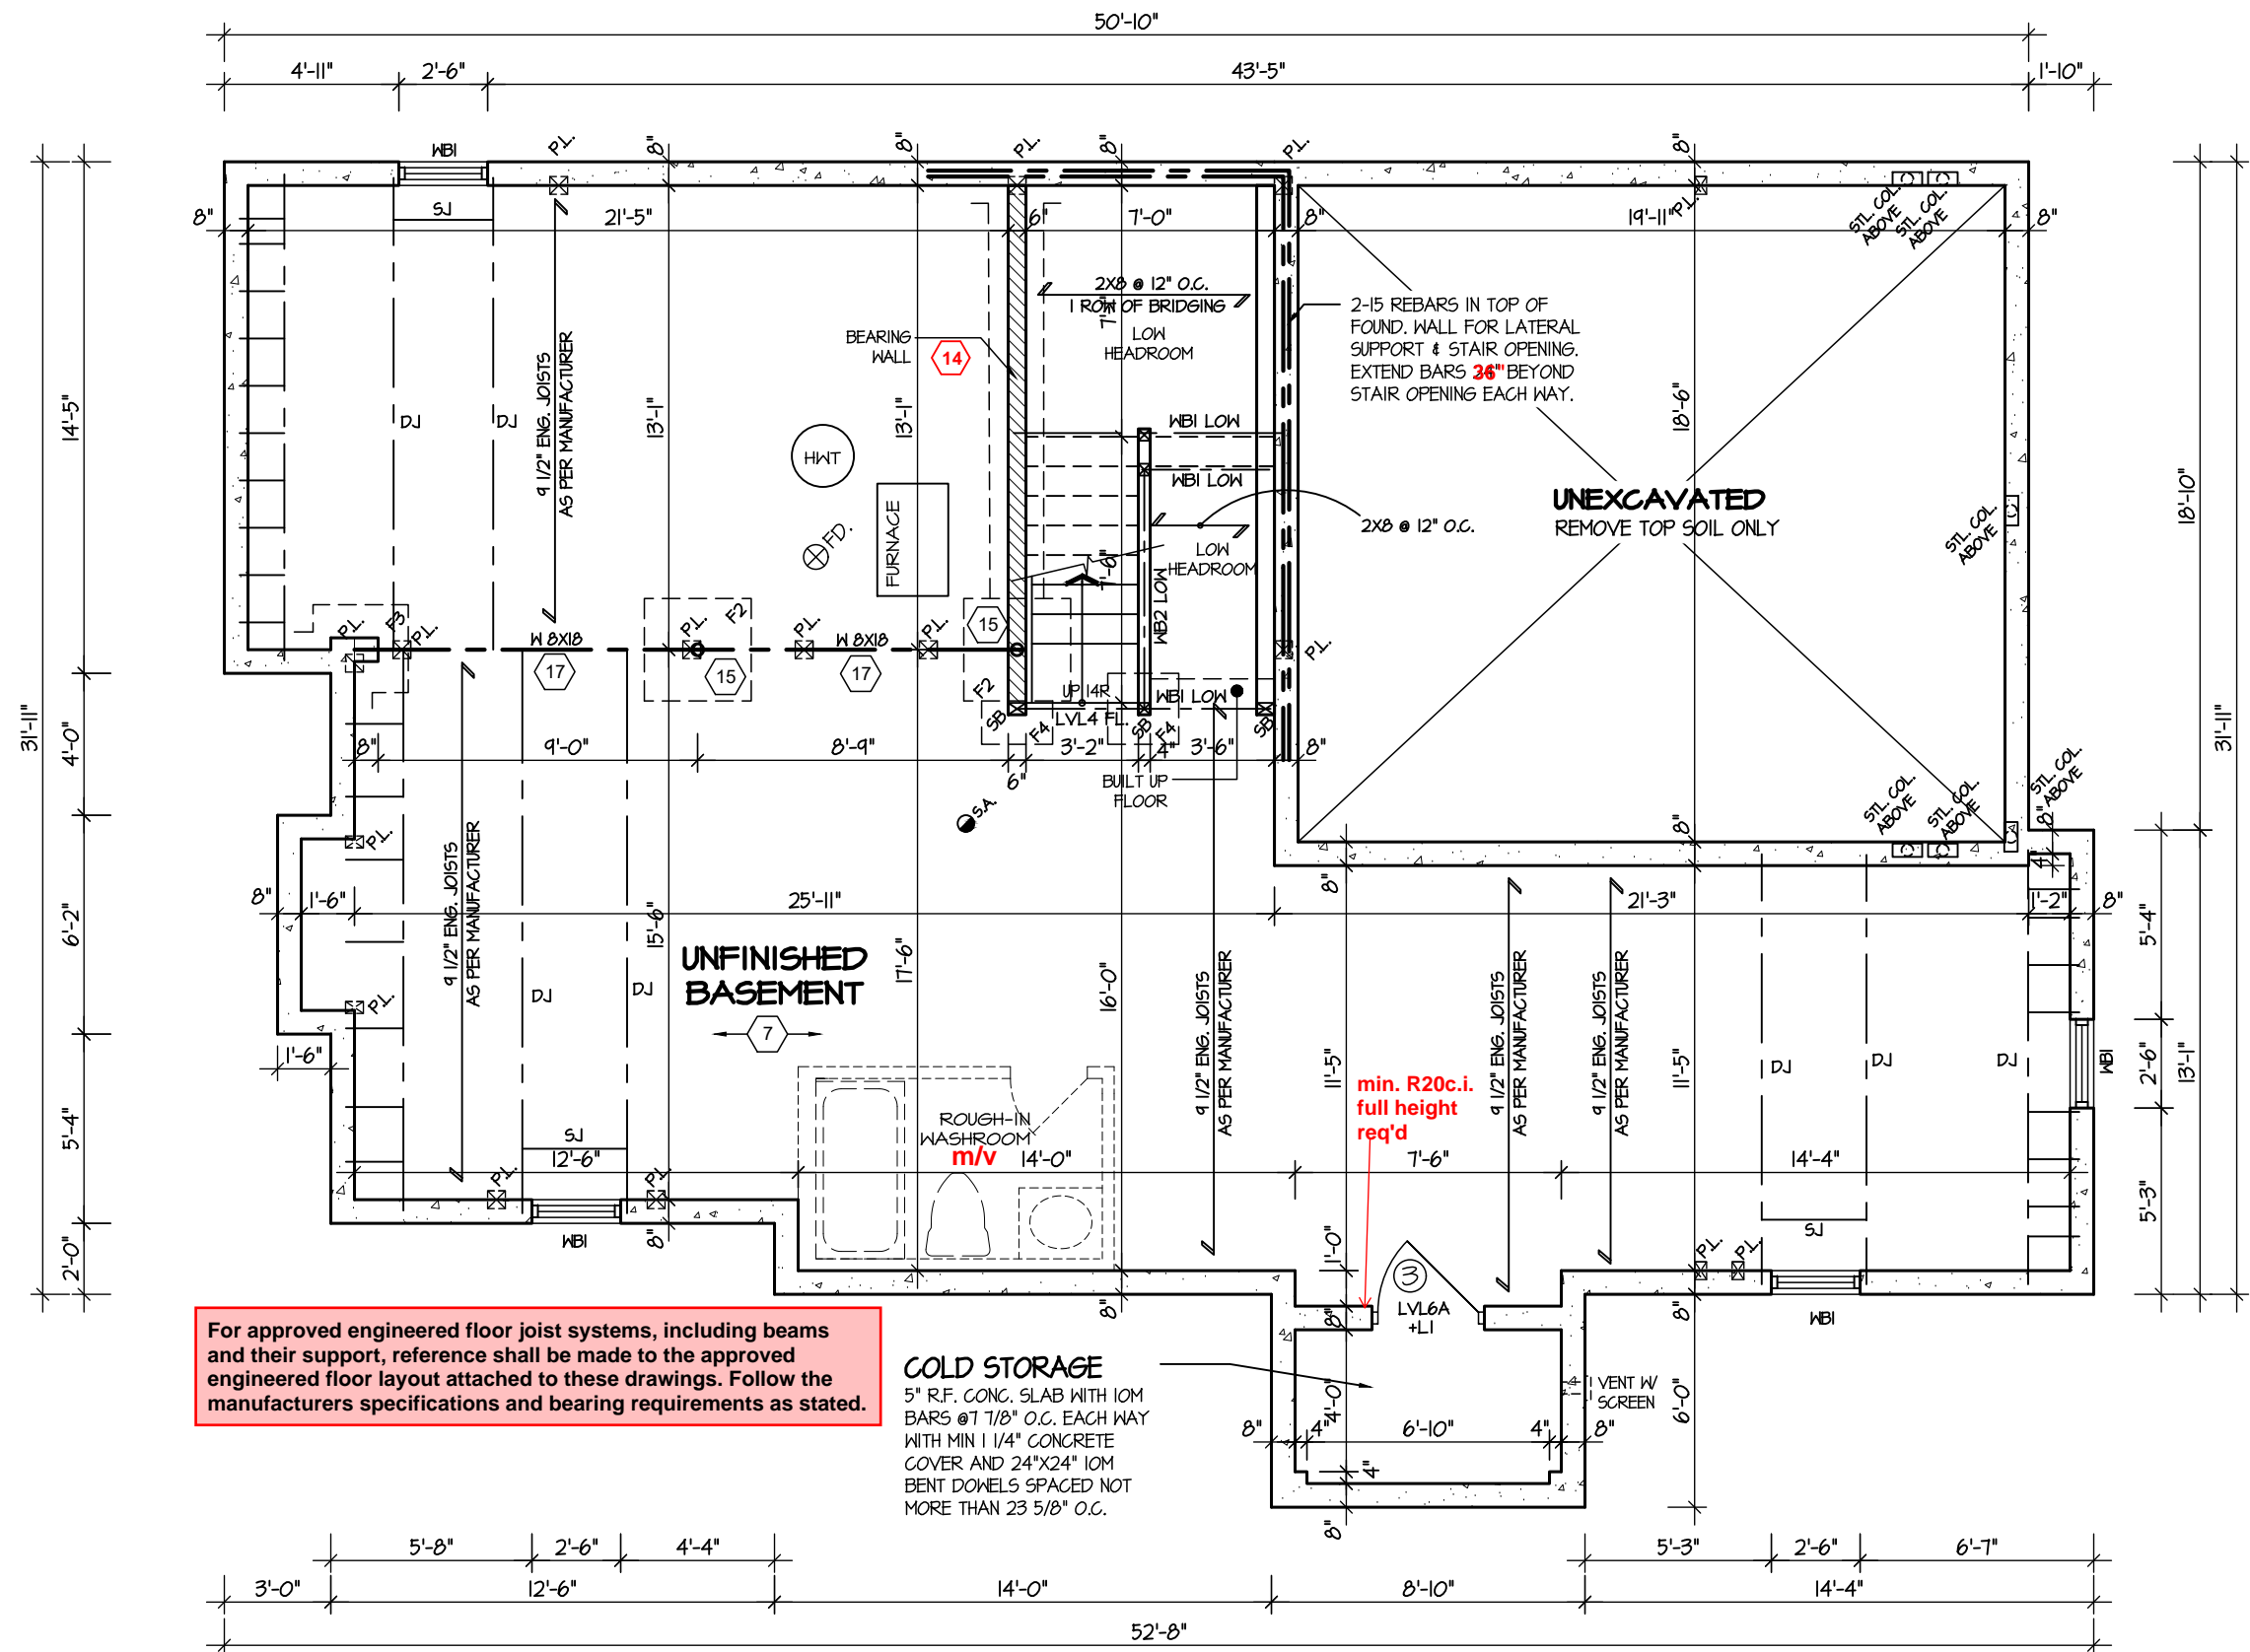 50'-10"
4'-11" 2'-6" 43'-5" 1'-10"
WB1
P.L.
8"
8"
P.L.
8"
P.L.
8"
SJ
8" 21'-5" 6" 7'-0" 8" 19'-11" P.L. 8"
STL. COL.
ABOVE
STL. COL.
ABOVE
2X8 @ 12" O.C.
1 ROW OF BRIDGING
LOW
HEADROOM
BEARING
WALL
14
2-15 REBARS IN TOP OF
FOUND. WALL FOR LATERAL
SUPPORT & STAIR OPENING.
EXTEND BARS 36" BEYOND
STAIR OPENING EACH WAY.
9 1/2" ENG. JOISTS
AS PER MANUFACTURER
DJ
DJ
14'-5"
13'-1"
13'-1"
18'-6"
18'-10"
HWT
FURNACE
F.D.
WB1 LOW
WB1 LOW
2X8 @ 12" O.C.
LOW
HEADROOM
WB2 LOW
UNEXCAVATED
REMOVE TOP SOIL ONLY
STL. COL.
ABOVE
31'-11"
31'-11"
P.L.
F3
P.L.
W 8X18
17
P.L.
F2
15
P.L.
W 8X18
17
P.L.
15
F2
P.L.
UP 14R
LVL4 FL.
WB1 LOW
SB
F4
SB
F4
SB
4'-0"
8" 9'-0" 8'-9" 6" 3'-2" 4" 3'-6" 8"
BUILT UP
FLOOR
S.A.
STL. COL.
ABOVE
STL. COL.
ABOVE
STL. COL.
ABOVE
8"
8"
4"
8"
P.L.
8" 1'-6" 25'-11" 21'-3" 1'-2" 8"
6'-2"
9 1/2" ENG. JOISTS
AS PER MANUFACTURER
15'-6"
17'-6"
16'-0"
5'-4"
UNFINISHED
BASEMENT
7
DJ
DJ
P.L.
1'-6"
9 1/2" ENG. JOISTS
AS PER MANUFACTURER
11'-5"
9 1/2" ENG. JOISTS
AS PER MANUFACTURER
9 1/2" ENG. JOISTS
AS PER MANUFACTURER
11'-5"
DJ
DJ
DJ
WB1
2'-6"
13'-1"
min. R20c.i.
full height
req'd
ROUGH-IN
WASHROOM
m/v
5'-4"
SJ
P.L. 12'-6" P.L. 14'-0" 7'-6" 14'-4"
5'-3"
SJ
WB1
8"
2'-0"
8"
1'-0"
8"
3
LVL6A
+L1
P.L.
P.L.
8"
WB1
For approved engineered floor joist systems, including beams
and their support, reference shall be made to the approved
engineered floor layout attached to these drawings. Follow the
manufacturers specifications and bearing requirements as stated.
COLD STORAGE
5" R.F. CONC. SLAB WITH 10M
BARS @7 7/8" O.C. EACH WAY
WITH MIN 1 1/4" CONCRETE
COVER AND 24"X24" 10M
BENT DOWELS SPACED NOT
MORE THAN 23 5/8" O.C.
VENT W/
SCREEN
4'-0"
6'-0"
8" 4" 6'-10" 4" 8"
4"
8"
5'-8" 2'-6" 4'-4" 5'-3" 2'-6" 6'-7"
3'-0" 12'-6" 14'-0" 8'-10" 14'-4"
52'-8"